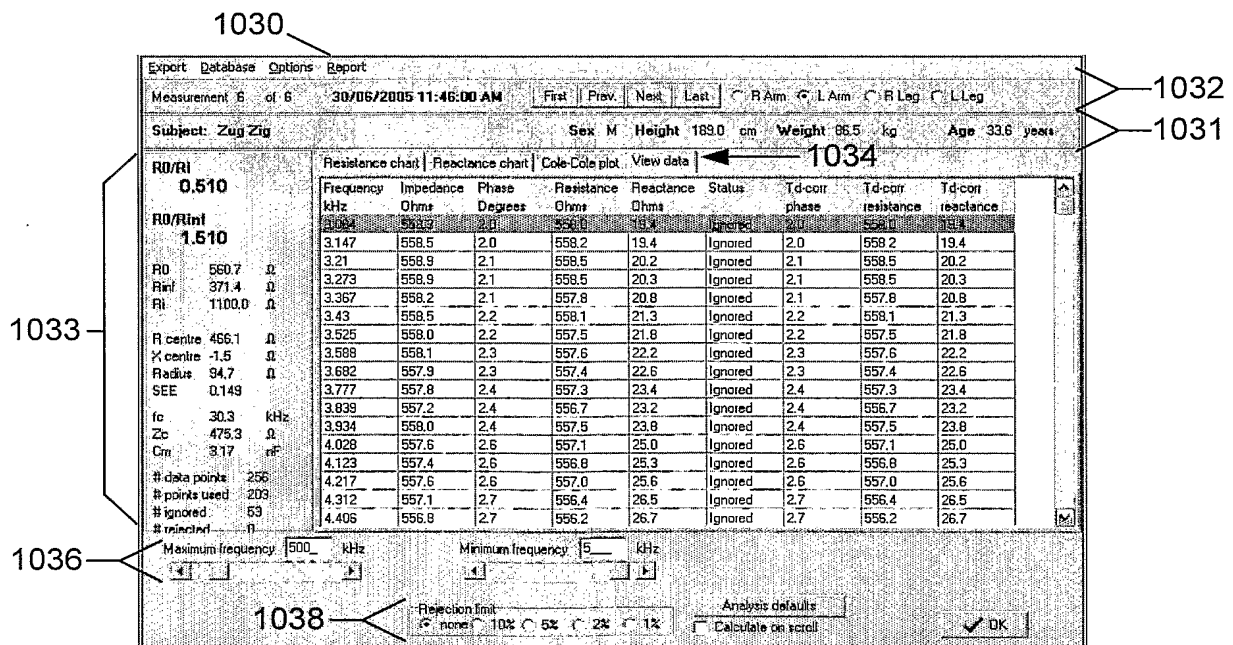 1030
Export Database Options Report
Measurement 6 of 6 30/06/2005 11:46:00 AM First Prev. Next Last R Arm L Arm R Leg L Leg
1032
Subject: Zug Zig Sex M Height 189.0 cm Weight 86.5 kg Age 33.6 years
1031
R0/Ri
0.510
R0/Rinf
1.510
R0 560.7 Ω
Rinf 371.4 Ω
Ri 1100.0 Ω
R centre 466.1 Ω
X centre -1.5 Ω
Radius 94.7 Ω
SEE 0.149
fc 30.3 kHz
Zc 475.3 Ω
Cm 3.17 nF
# data points 256
# points used 203
# ignored 53
# rejected 0
1033
Resistance chart Reactance chart Cole-Cole plot View data
1034
Frequency Impedance Phase Resistance Reactance Status Td-corr Td-corr Td-corr
kHz Ohms Degrees Ohms Ohms phase resistance reactance
2.0 19.4 Ignored 2.0 19.4
3.147 558.5 2.0 558.2 19.4 Ignored 2.0 558.2 19.4
3.21 558.9 2.1 558.5 20.2 Ignored 2.1 558.5 20.2
3.273 558.9 2.1 558.5 20.3 Ignored 2.1 558.5 20.3
3.367 558.2 2.1 557.8 20.8 Ignored 2.1 557.8 20.8
3.43 558.5 2.2 558.1 21.3 Ignored 2.2 558.1 21.3
3.525 558.0 2.2 557.5 21.8 Ignored 2.2 557.5 21.8
3.588 558.1 2.3 557.6 22.2 Ignored 2.3 557.6 22.2
3.682 557.9 2.3 557.4 22.6 Ignored 2.3 557.4 22.6
3.777 557.8 2.4 557.3 23.4 Ignored 2.4 557.3 23.4
3.839 557.2 2.4 556.7 23.2 Ignored 2.4 556.7 23.2
3.934 558.0 2.4 557.5 23.8 Ignored 2.4 557.5 23.8
4.028 557.6 2.6 557.1 25.0 Ignored 2.6 557.1 25.0
4.123 557.4 2.6 556.8 25.3 Ignored 2.6 556.8 25.3
4.217 557.6 2.6 557.0 25.6 Ignored 2.6 557.0 25.6
4.312 557.1 2.7 556.4 26.5 Ignored 2.7 556.4 26.5
4.406 556.8 2.7 556.2 26.7 Ignored 2.7 556.2 26.7
1036
Maximum frequency 500_ kHz Minimum frequency 5___ kHz
1038
Rejection limit
none 10% 5% 2% 1%
Analysis defaults
Calculate on scroll
OK